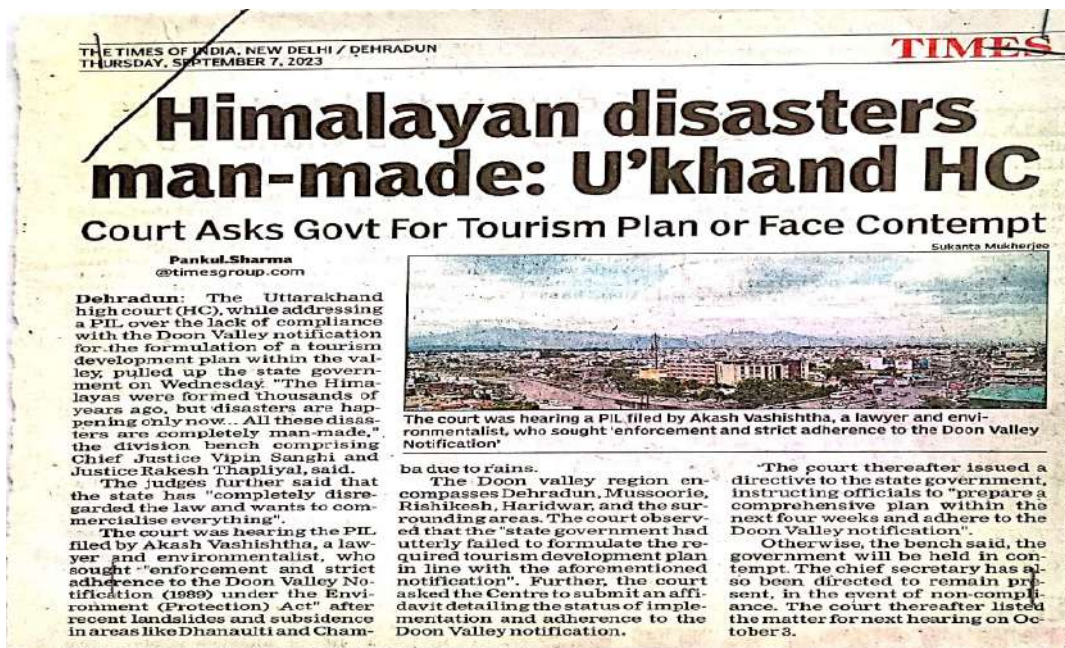 THE TIMES OF INDIA, NEW DELHI / DEHRADUN
THURSDAY, SEPTEMBER 7, 2023
TIMES
Himalayan disasters
man-made: U'khand HC
Court Asks Govt For Tourism Plan or Face Contempt
Sukanta Mukherjee
Pankul.Sharma
@timesgroup.com
Dehradun: The Uttarakhand
high court (HC), while addressing
a PIL over the lack of compliance
with the Doon Valley notification
for the formulation of a tourism
development plan within the val-
ley, pulled up the state govern-
ment on Wednesday. "The Hima-
layas were formed thousands of
years ago, but disasters are hap-
pening only now... All these disas-
ters are completely man-made,"
the division bench comprising
Chief Justice Vipin Sanghi and
Justice Rakesh Thapliyal, said.
The judges further said that
the state has "completely disre-
garded the law and wants to com-
mercialise everything".
The court was hearing the PIL
filed by Akash Vashishtha, a law-
yer and environmentalist, who
sought "enforcement and strict
adherence to the Doon Valley No-
tification (1989) under the Envi-
ronment (Protection) Act" after
recent landslides and subsidence
in areas like Dhanaulti and Cham-
The court was hearing a PIL filed by Akash Vashishtha, a lawyer and envi-
ronmentalist, who sought 'enforcement and strict adherence to the Doon Valley
Notification'
ba due to rains.
The Doon valley region en-
compasses Dehradun, Mussoorie,
Rishikesh, Haridwar, and the sur-
rounding areas. The court observ-
ed that the "state government had
utterly failed to formulate the re-
quired tourism development plan
in line with the aforementioned
notification". Further, the court
asked the Centre to submit an affi-
davit detailing the status of imple-
mentation and adherence to the
Doon Valley notification.
The court thereafter issued a
directive to the state government,
instructing officials to "prepare a
comprehensive plan within the
next four weeks and adhere to the
Doon Valley notification".
Otherwise, the bench said, the
government will be held in con-
tempt. The chief secretary has al-
so been directed to remain pre-
sent, in the event of non-compli-
ance. The court thereafter listed
the matter for next hearing on Oc-
tober 3.